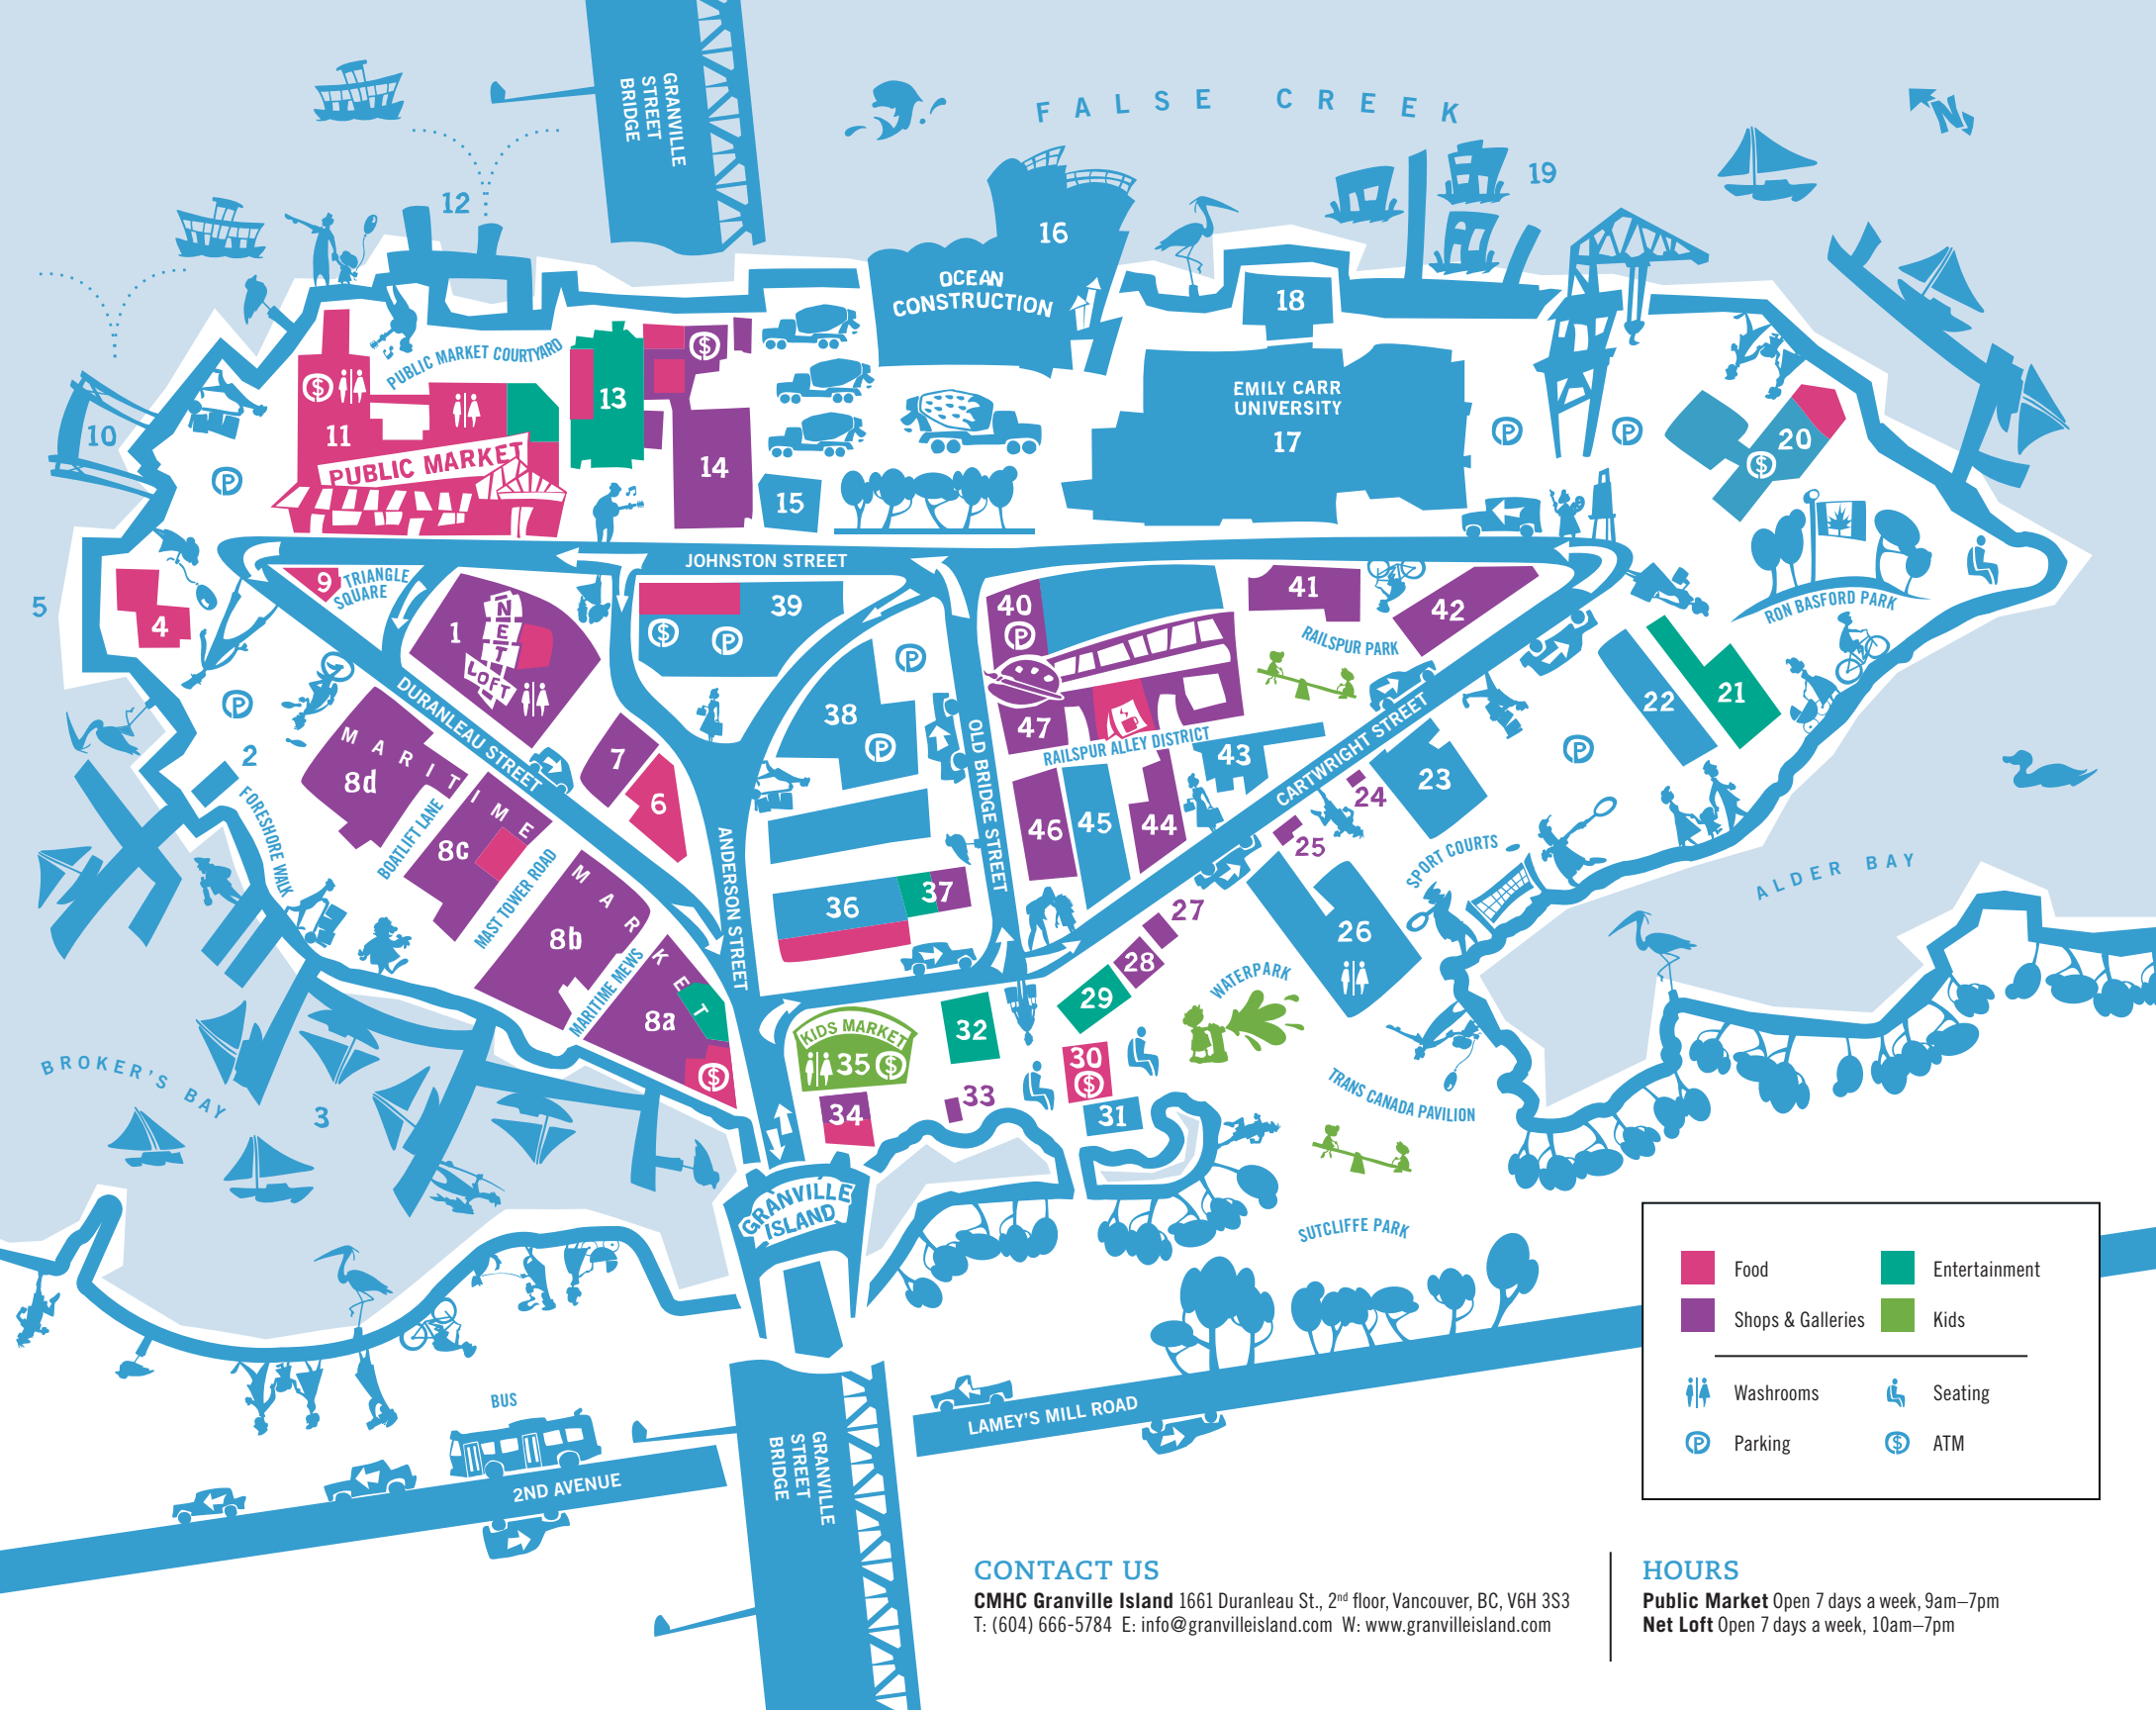 GRANVILLE
STREET
BRIDGE
FALSE CREEK
N
12
19
16
OCEAN
CONSTRUCTION
18
PUBLIC MARKET COURTYARD
$
$
13
EMILY CARR
UNIVERSITY
17
10
11
PUBLIC MARKET
14
15
P
P
P
20
$
JOHNSTON STREET
5
4
9
TRIANGLE
SQUARE
1
NET
LOFT
39
$
P
P
40
P
41
42
RAILSPUR PARK
RON BASFORD PARK
P
2
DURANLEAU STREET
7
6
38
P
OLD BRIDGE STREET
47
RAILSPUR ALLEY DISTRICT
43
CARTWRIGHT STREET
22
21
P
23
24
25
MARITIME
MARKET
8d
8c
8b
8a
$
FORESHORE WALK
BOATLIFT LANE
MAST TOWER ROAD
MARITIME MEWS
ANDERSON STREET
46
45
44
36
37
SPORT COURTS
ALDER BAY
26
27
28
29
WATERPARK
32
KIDS MARKET
35
$
30
$
31
33
34
BROKER'S BAY
3
TRANS CANADA PAVILION
GRANVILLE
ISLAND
SUTCLIFFE PARK
Food
Entertainment
Shops & Galleries
Kids
Washrooms
Seating
P Parking
$ ATM
BUS
2ND AVENUE
LAMEY'S MILL ROAD
GRANVILLE
STREET
BRIDGE
CONTACT US
CMHC Granville Island 1661 Duranleau St., 2nd floor, Vancouver, BC, V6H 3S3
T: (604) 666-5784 E: info@granvilleisland.com W: www.granvilleisland.com
HOURS
Public Market Open 7 days a week, 9am–7pm
Net Loft Open 7 days a week, 10am–7pm